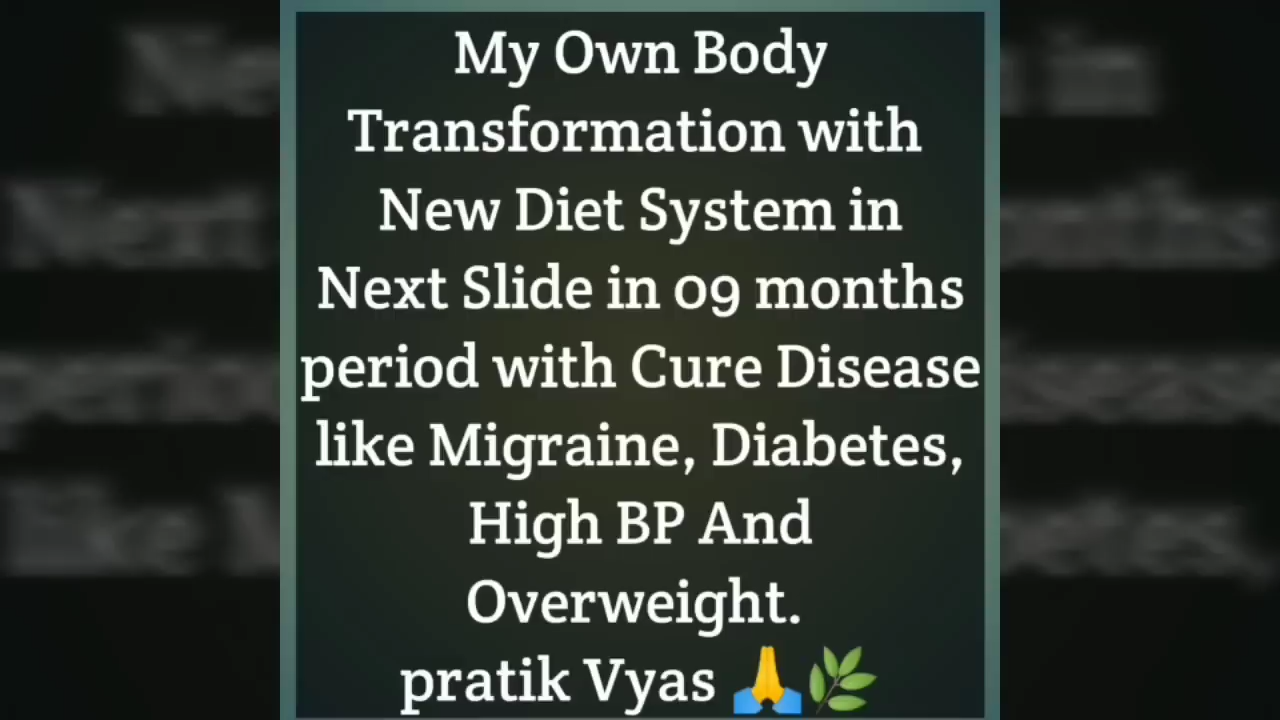 My Own Body
Transformation with
New Diet System in
Next Slide in 09 months
period with Cure Disease
like Migraine, Diabetes,
High BP And
Overweight.
pratik Vyas 🙏🌿